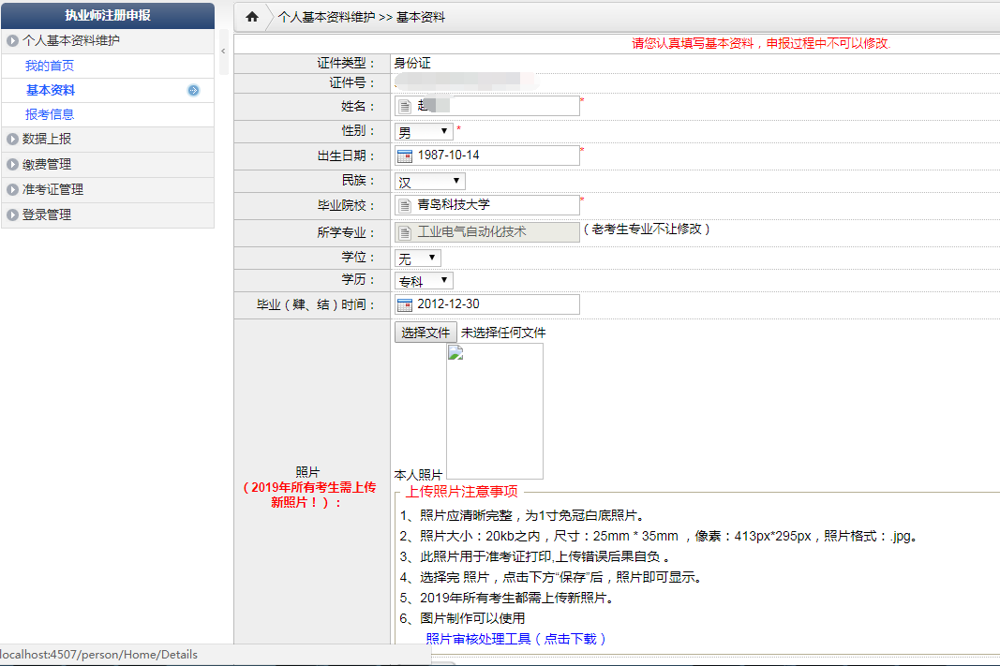 执业师注册申报
个人基本资料维护
我的首页
基本资料
报考信息
数据上报
缴费管理
准考证管理
登录管理
<
个人基本资料维护 >> 基本资料
请您认真填写基本资料，申报过程中不可以修改.
证件类型： 身份证
证件号：
姓名： 赵 *
性别： 男 *
出生日期： 1987-10-14 *
民族： 汉
毕业院校： 青岛科技大学 *
所学专业： 工业电气自动化技术 （老考生专业不让修改）
学位： 无
学历： 专科
毕业（肄、结）时间： 2012-12-30
选择文件 未选择任何文件
本人照片
照片
（2019年所有考生需上传
新照片！）：
上传照片注意事项
1、照片应清晰完整，为1寸免冠白底照片。
2、照片大小：20kb之内，尺寸：25mm * 35mm ，像素：413px*295px，照片格式：.jpg。
3、此照片用于准考证打印,上传错误后果自负 。
4、选择完 照片，点击下方“保存”后，照片即可显示。
5、2019年所有考生都需上传新照片。
6、图片制作可以使用
照片审核处理工具（点击下载）
localhost:4507/person/Home/Details